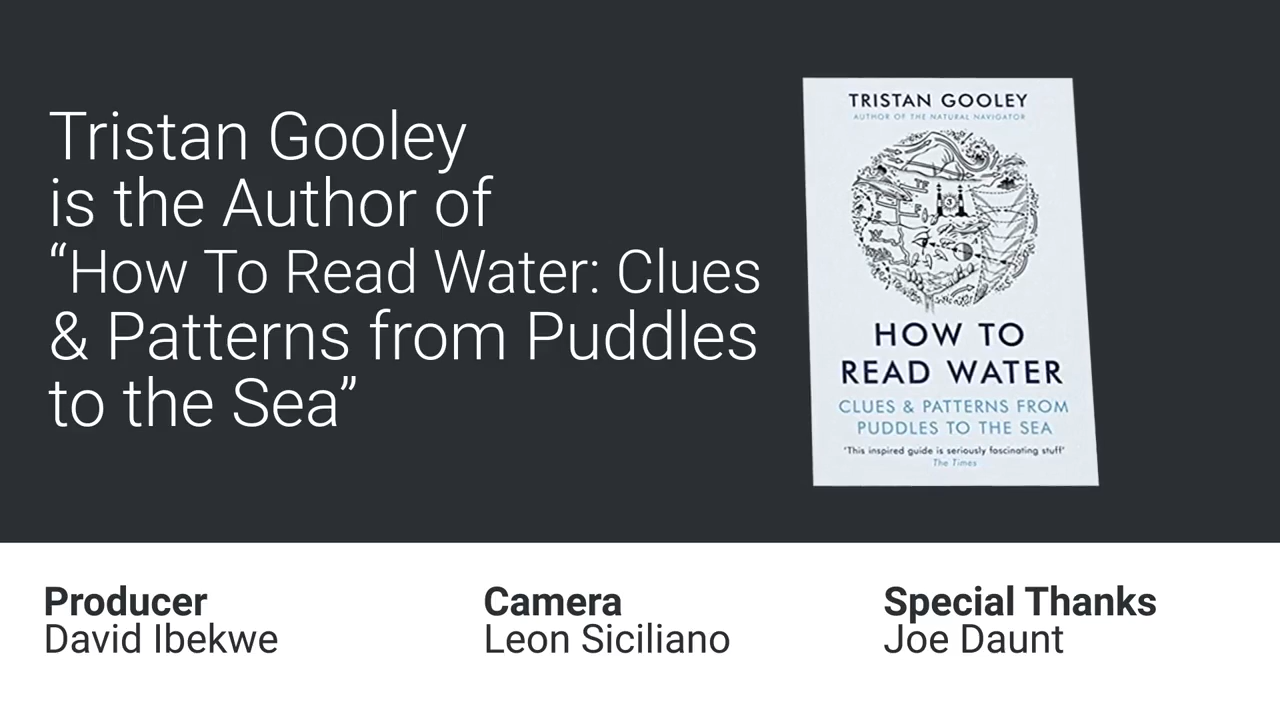 Tristan Gooley
is the Author of
“How To Read Water: Clues
& Patterns from Puddles
to the Sea”
TRISTAN GOOLEY
AUTHOR OF THE NATURAL NAVIGATOR
HOW TO
READ WATER
CLUES & PATTERNS FROM
PUDDLES TO THE SEA
'This inspired guide is seriously fascinating stuff'
The Times
Producer
David Ibekwe
Camera
Leon Siciliano
Special Thanks
Joe Daunt